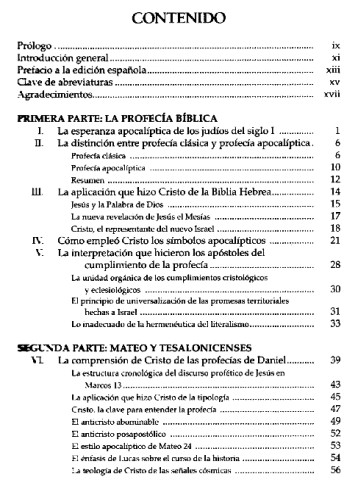 CONTENIDO
Prólogo ........ ix
Introducción general ........ xi
Prefacio a la edición española ........ xiii
Clave de abreviaturas ........ xv
Agradecimientos ........ xvii
PRIMERA PARTE: LA PROFECÍA BÍBLICA
I. La esperanza apocalíptica de los judíos del siglo I ........ 1
II. La distinción entre profecía clásica y profecía apocalíptica. 6
Profecía clásica ........ 6
Profecía apocalíptica ........ 10
Resumen ........ 12
III. La aplicación que hizo Cristo de la Biblia Hebrea ........ 14
Jesús y la Palabra de Dios ........ 15
La nueva revelación de Jesús el Mesías ........ 17
Cristo, el representante del nuevo Israel ........ 18
IV. Cómo empleó Cristo los símbolos apocalípticos ........ 21
V. La interpretación que hicieron los apóstoles del
cumplimiento de la profecía ........ 28
La unidad orgánica de los cumplimientos cristológicos
y eclesiológicos ........ 30
El principio de universalización de las promesas territoriales
hechas a Israel ........ 31
Lo inadecuado de la hermenéutica del literalismo ........ 33
SEGUNDA PARTE: MATEO Y TESALONICENSES
VI. La comprensión de Cristo de las profecías de Daniel ........ 39
La estructura cronológica del discurso profético de Jesús en
Marcos 13 ........ 43
La aplicación que hizo Cristo de la tipología ........ 45
Cristo, la clave para entender la profecía ........ 47
El anticristo abominable ........ 49
El anticristo posapostólico ........ 52
El estilo apocalíptico de Mateo 24 ........ 53
El énfasis de Lucas sobre el curso de la historia ........ 54
La teología de Cristo de las señales cósmicas ........ 56